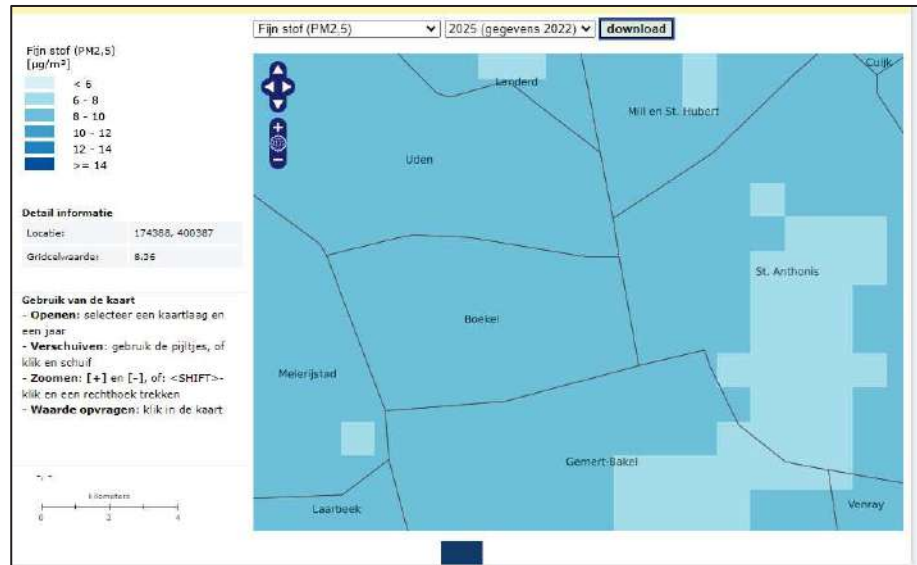 Fijn stof (PM2,5)
2025 (gegevens 2022)
download
Fijn stof (PM2,5)
[µg/m³]
< 6
6 - 8
8 - 10
10 - 12
12 - 14
>= 14
Detail informatie
Locatie: 174388, 400387
Gridcelwaarde: 8.36
Gebruik van de kaart
- Openen: selecteer een kaartlaag en
een jaar
- Verschuiven: gebruik de pijltjes, of
klik en schuif
- Zoomen: [+] en [-], of: <SHIFT>-
klik en een rechthoek trekken
- Waarde opvragen: klik in de kaart
-, -
kilometers
0 2 4
Landerd
Cuijk
Mill en St. Hubert
Uden
St. Anthonis
Boekel
Meierijstad
Gemert-Bakel
Laarbeek
Venray